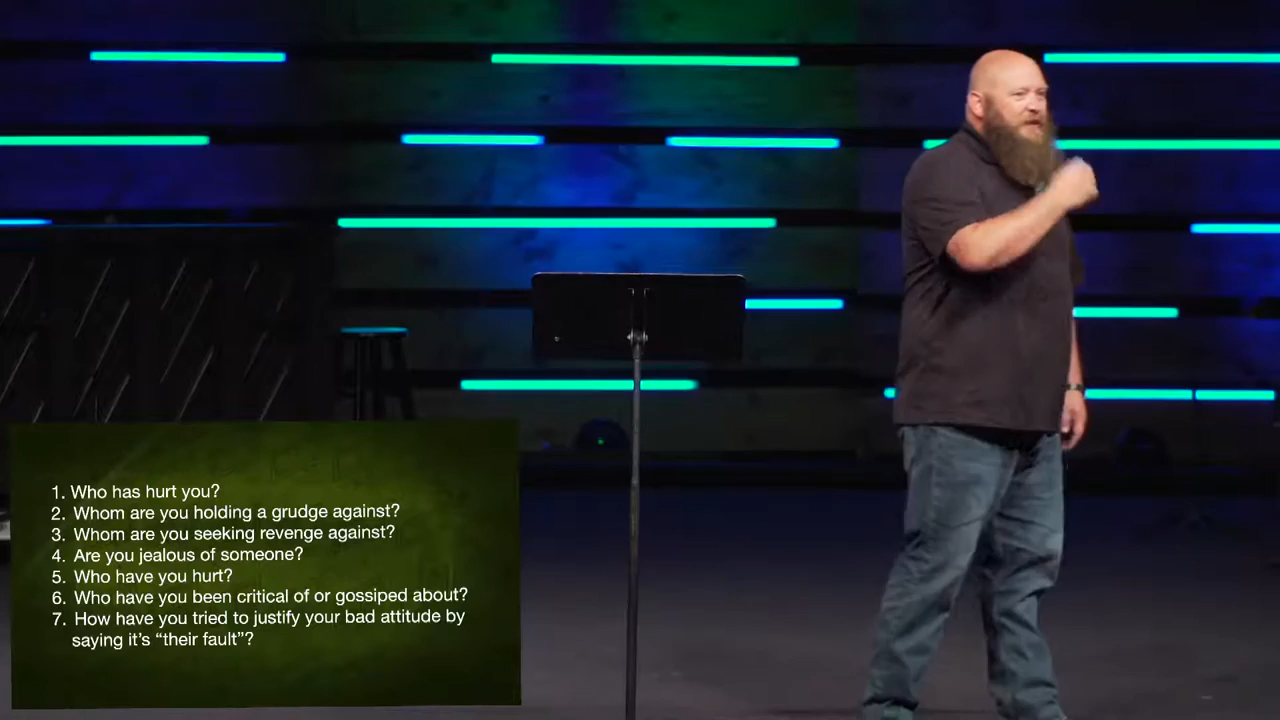 1. Who has hurt you?
2. Whom are you holding a grudge against?
3. Whom are you seeking revenge against?
4. Are you jealous of someone?
5. Who have you hurt?
6. Who have you been critical of or gossiped about?
7. How have you tried to justify your bad attitude by
saying it's “their fault”?